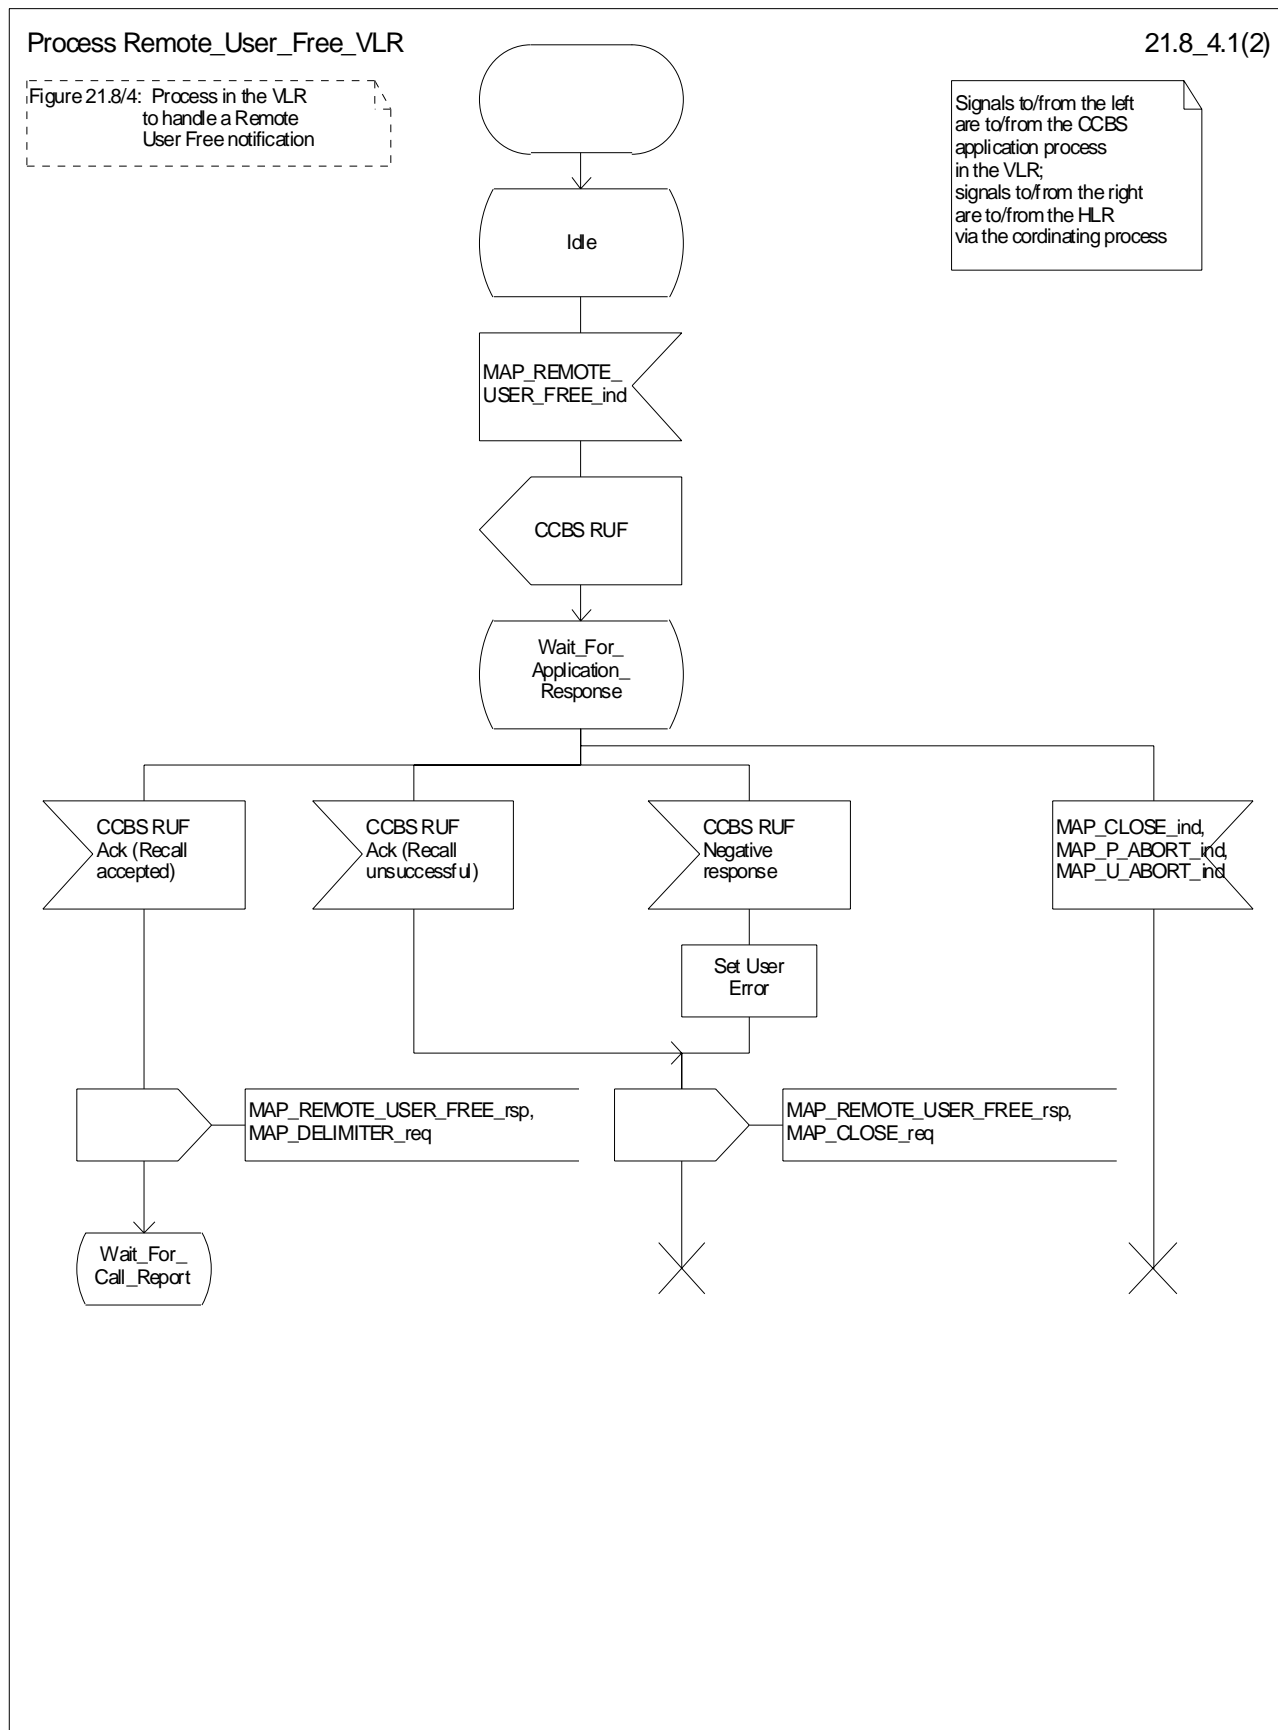 Process Remote_User_Free_VLR
21.8_4.1(2)
Figure 21.8/4: Process in the VLR
to handle a Remote
User Free notification
Signals to/from the left
are to/from the CCBS
application process
in the VLR;
signals to/from the right
are to/from the HLR
via the cordinating process
Idle
MAP_REMOTE_
USER_FREE_ind
CCBS RUF
Wait_For_
Application_
Response
CCBS RUF
Ack (Recall
accepted)
CCBS RUF
Ack (Recall
unsuccessful)
CCBS RUF
Negative
response
MAP_CLOSE_ind,
MAP_P_ABORT_ind,
MAP_U_ABORT_ind
Set User
Error
MAP_REMOTE_USER_FREE_rsp,
MAP_DELIMITER_req
MAP_REMOTE_USER_FREE_rsp,
MAP_CLOSE_req
Wait_For_
Call_Report